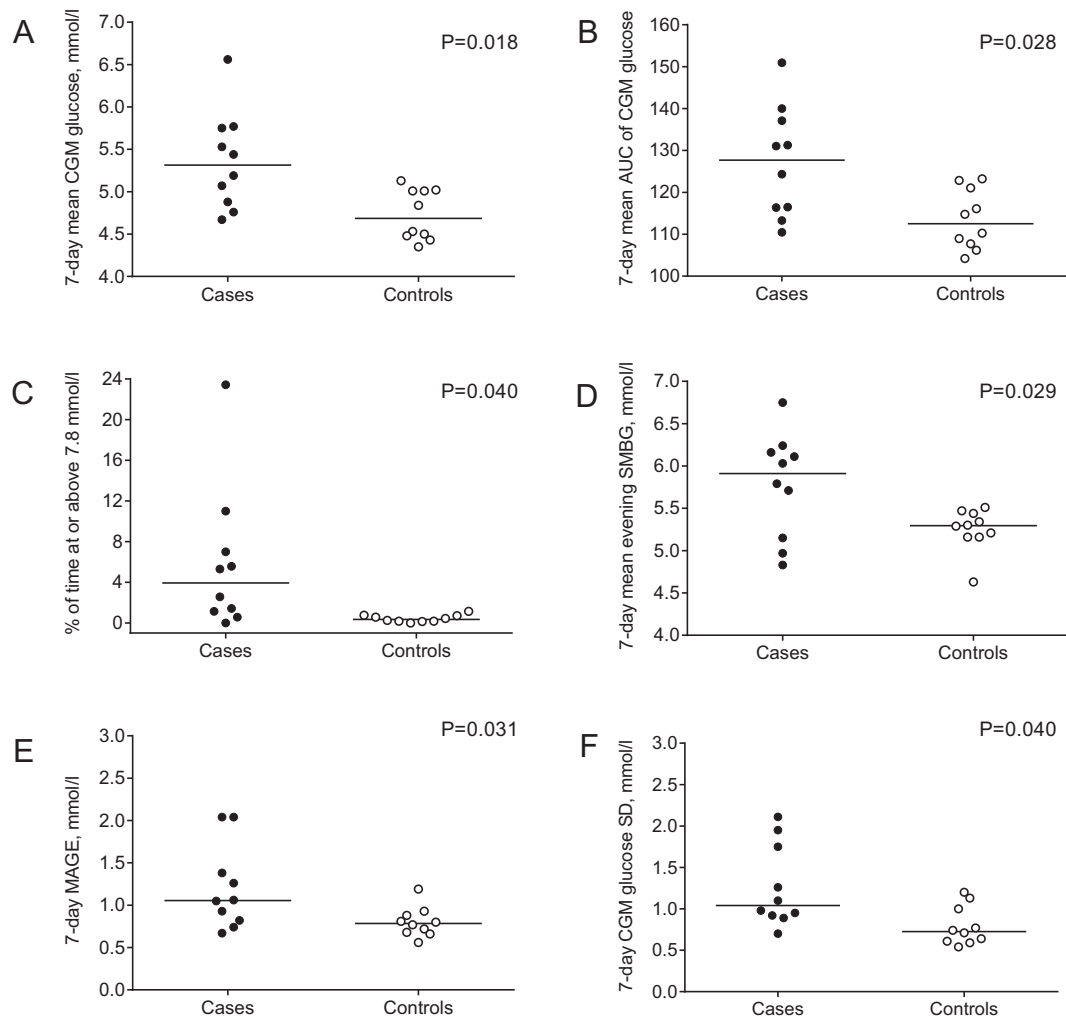 A
7-day mean CGM glucose, mmol/l
P=0.018
7.0
6.5
6.0
5.5
5.0
4.5
4.0
Cases
Controls
B
7-day mean AUC of CGM glucose
P=0.028
160
150
140
130
120
110
100
Cases
Controls
C
% of time at or above 7.8 mmol/l
P=0.040
24
20
16
12
8
4
0
Cases
Controls
D
7-day mean evening SMBG, mmol/l
P=0.029
7.0
6.5
6.0
5.5
5.0
4.5
4.0
Cases
Controls
E
7-day MAGE, mmol/l
P=0.031
3.0
2.5
2.0
1.5
1.0
0.5
0.0
Cases
Controls
F
7-day CGM glucose SD, mmol/l
P=0.040
3.0
2.5
2.0
1.5
1.0
0.5
0.0
Cases
Controls